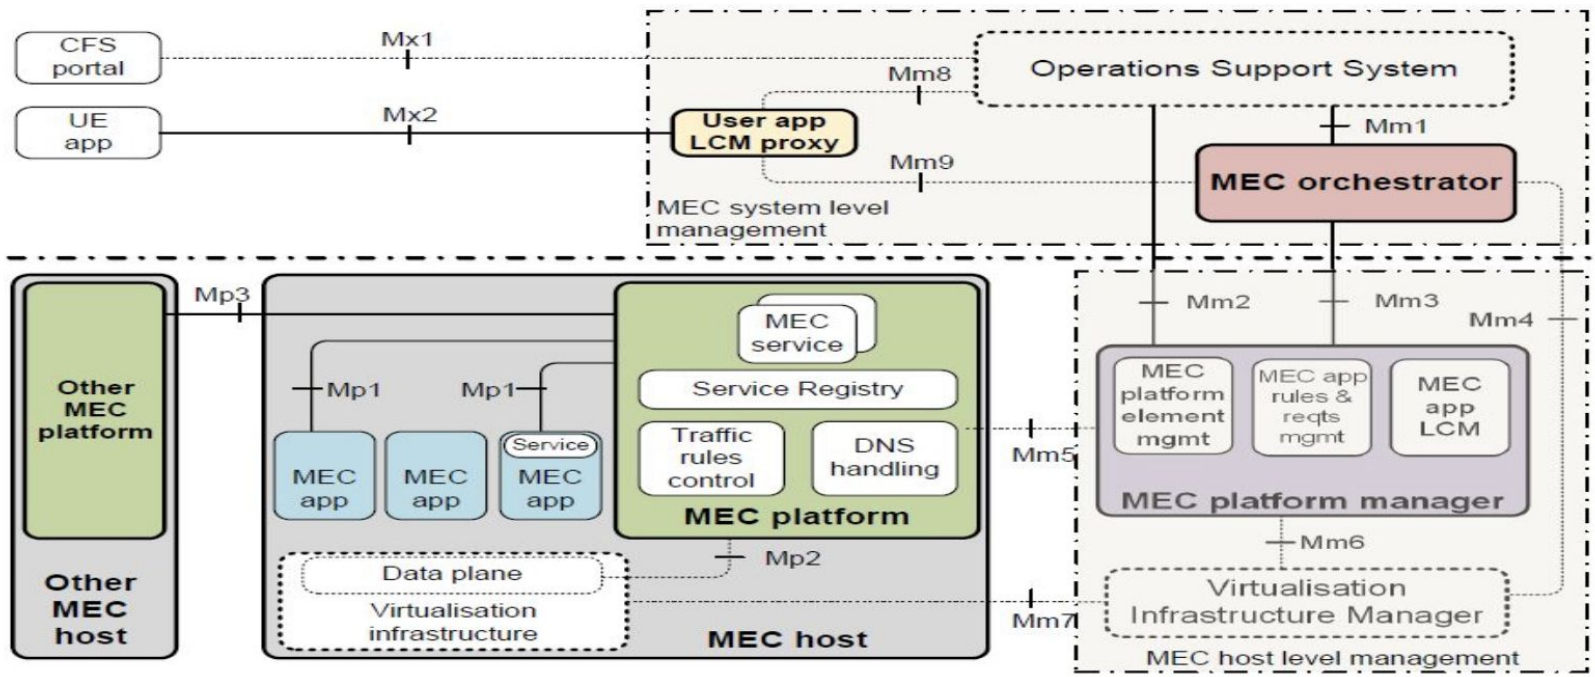 CFS
portal
Mx1
Operations Support System
Mm8
UE
app
Mx2
User app
LCM proxy
Mm1
Mm9
MEC orchestrator
MEC system level
management
Mp3
Mm2
Mm3
Mm4
Other
MEC
platform
Other
MEC
host
MEC
service
Service Registry
Traffic
rules
control
DNS
handling
MEC platform
Mp1
Mp1
MEC
app
MEC
app
Service
MEC
app
Mp2
Data plane
Virtualisation
infrastructure
MEC host
Mm5
MEC
platform
element
mgmt
MEC app
rules &
reqts
mgmt
MEC
app
LCM
MEC platform manager
Mm6
Mm7
Virtualisation
Infrastructure Manager
MEC host level management